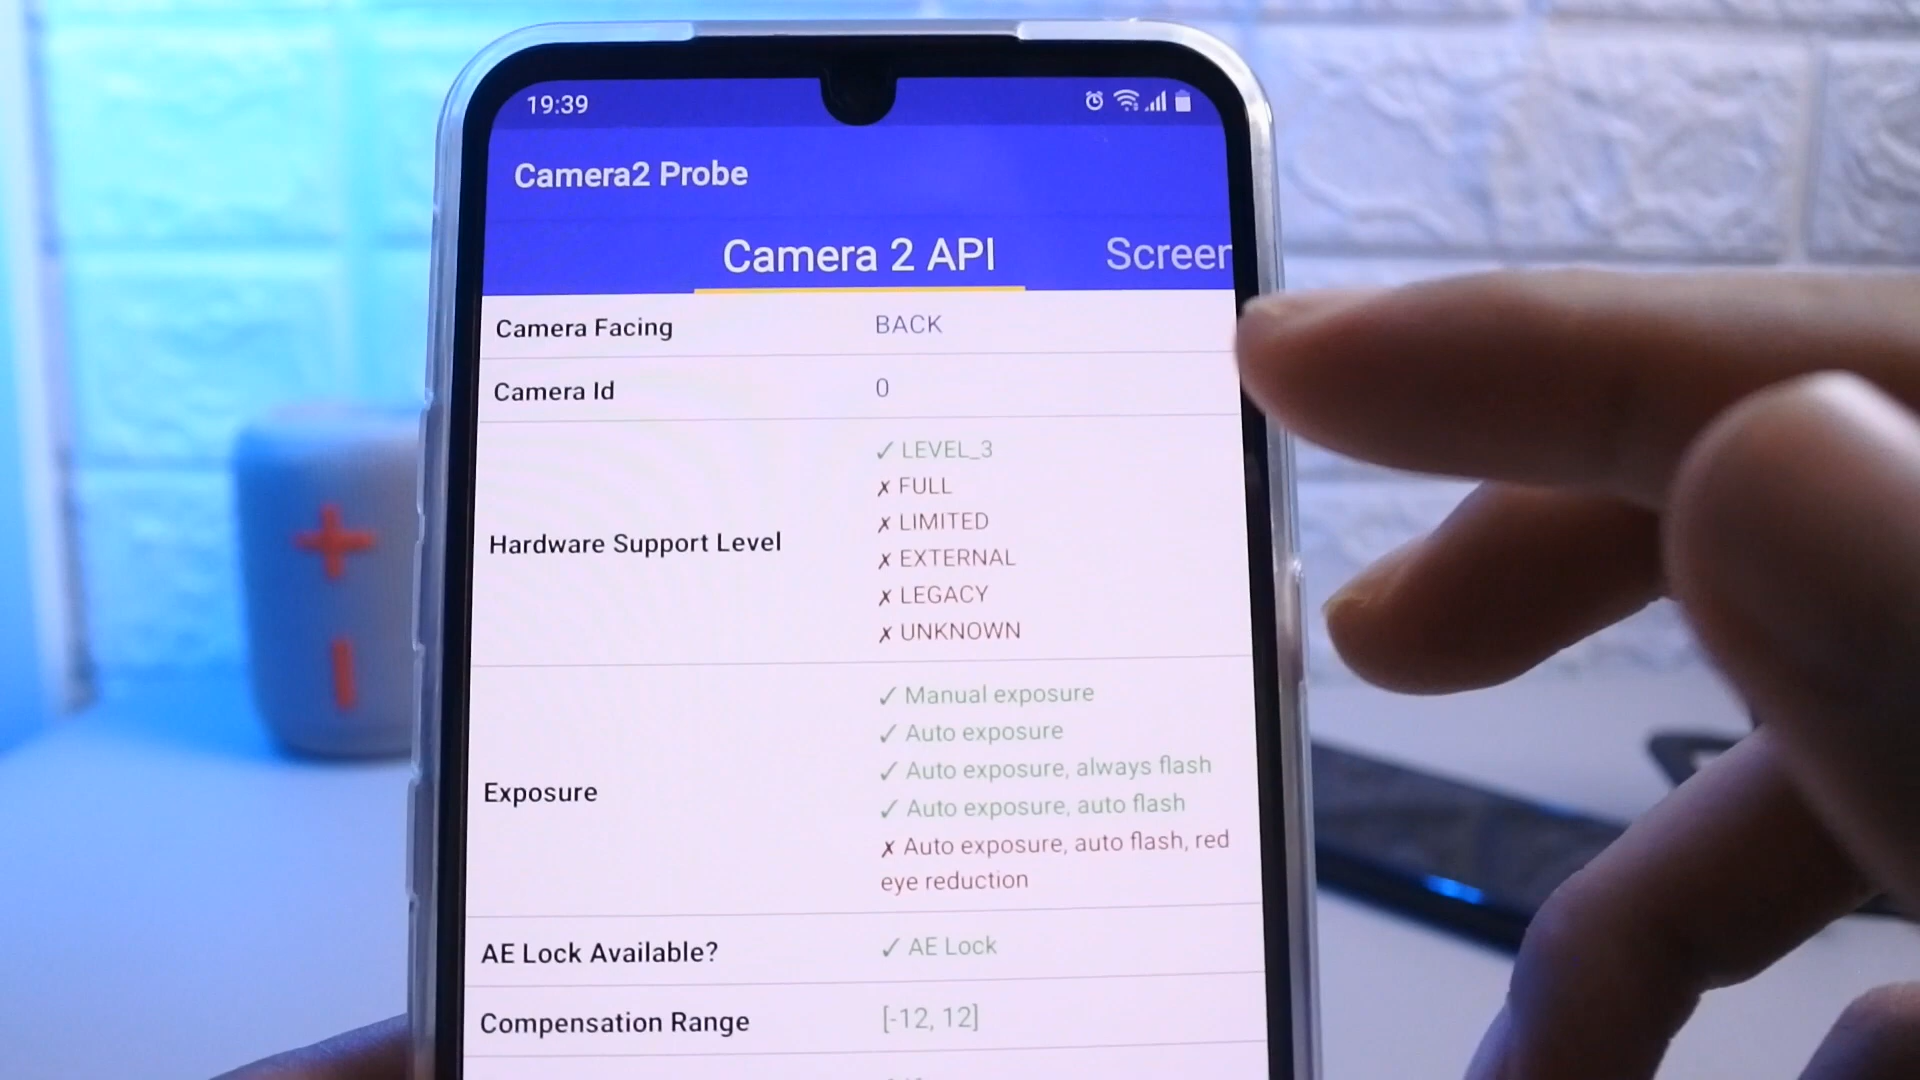 19:39
Camera2 Probe
Camera 2 API Screen
Camera Facing BACK
Camera Id 0
Hardware Support Level
✓ LEVEL_3
✗ FULL
✗ LIMITED
✗ EXTERNAL
✗ LEGACY
✗ UNKNOWN
Exposure
✓ Manual exposure
✓ Auto exposure
✓ Auto exposure, always flash
✓ Auto exposure, auto flash
✗ Auto exposure, auto flash, red
eye reduction
AE Lock Available? ✓ AE Lock
Compensation Range [-12, 12]